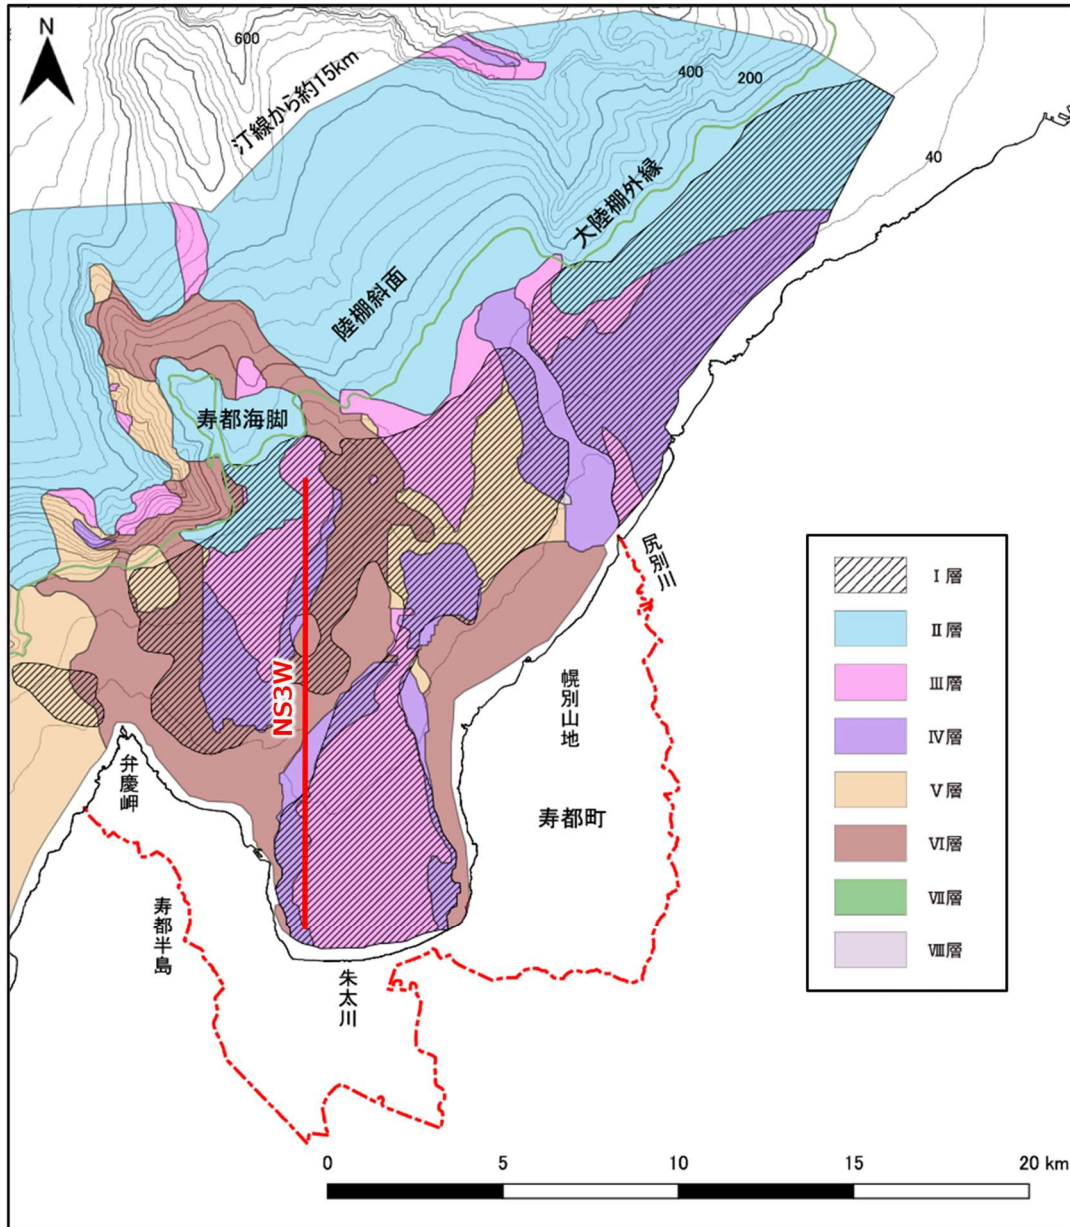 N
600
汀線から約15km
400
200
40
大陸棚外縁
陸棚斜面
寿都海脚
尻別川
NS3W
幌別山地
弁慶岬
寿都町
寿都半島
朱太川
Ⅰ層
Ⅱ層
Ⅲ層
Ⅳ層
Ⅴ層
Ⅵ層
Ⅶ層
Ⅷ層
0 5 10 15 20 km